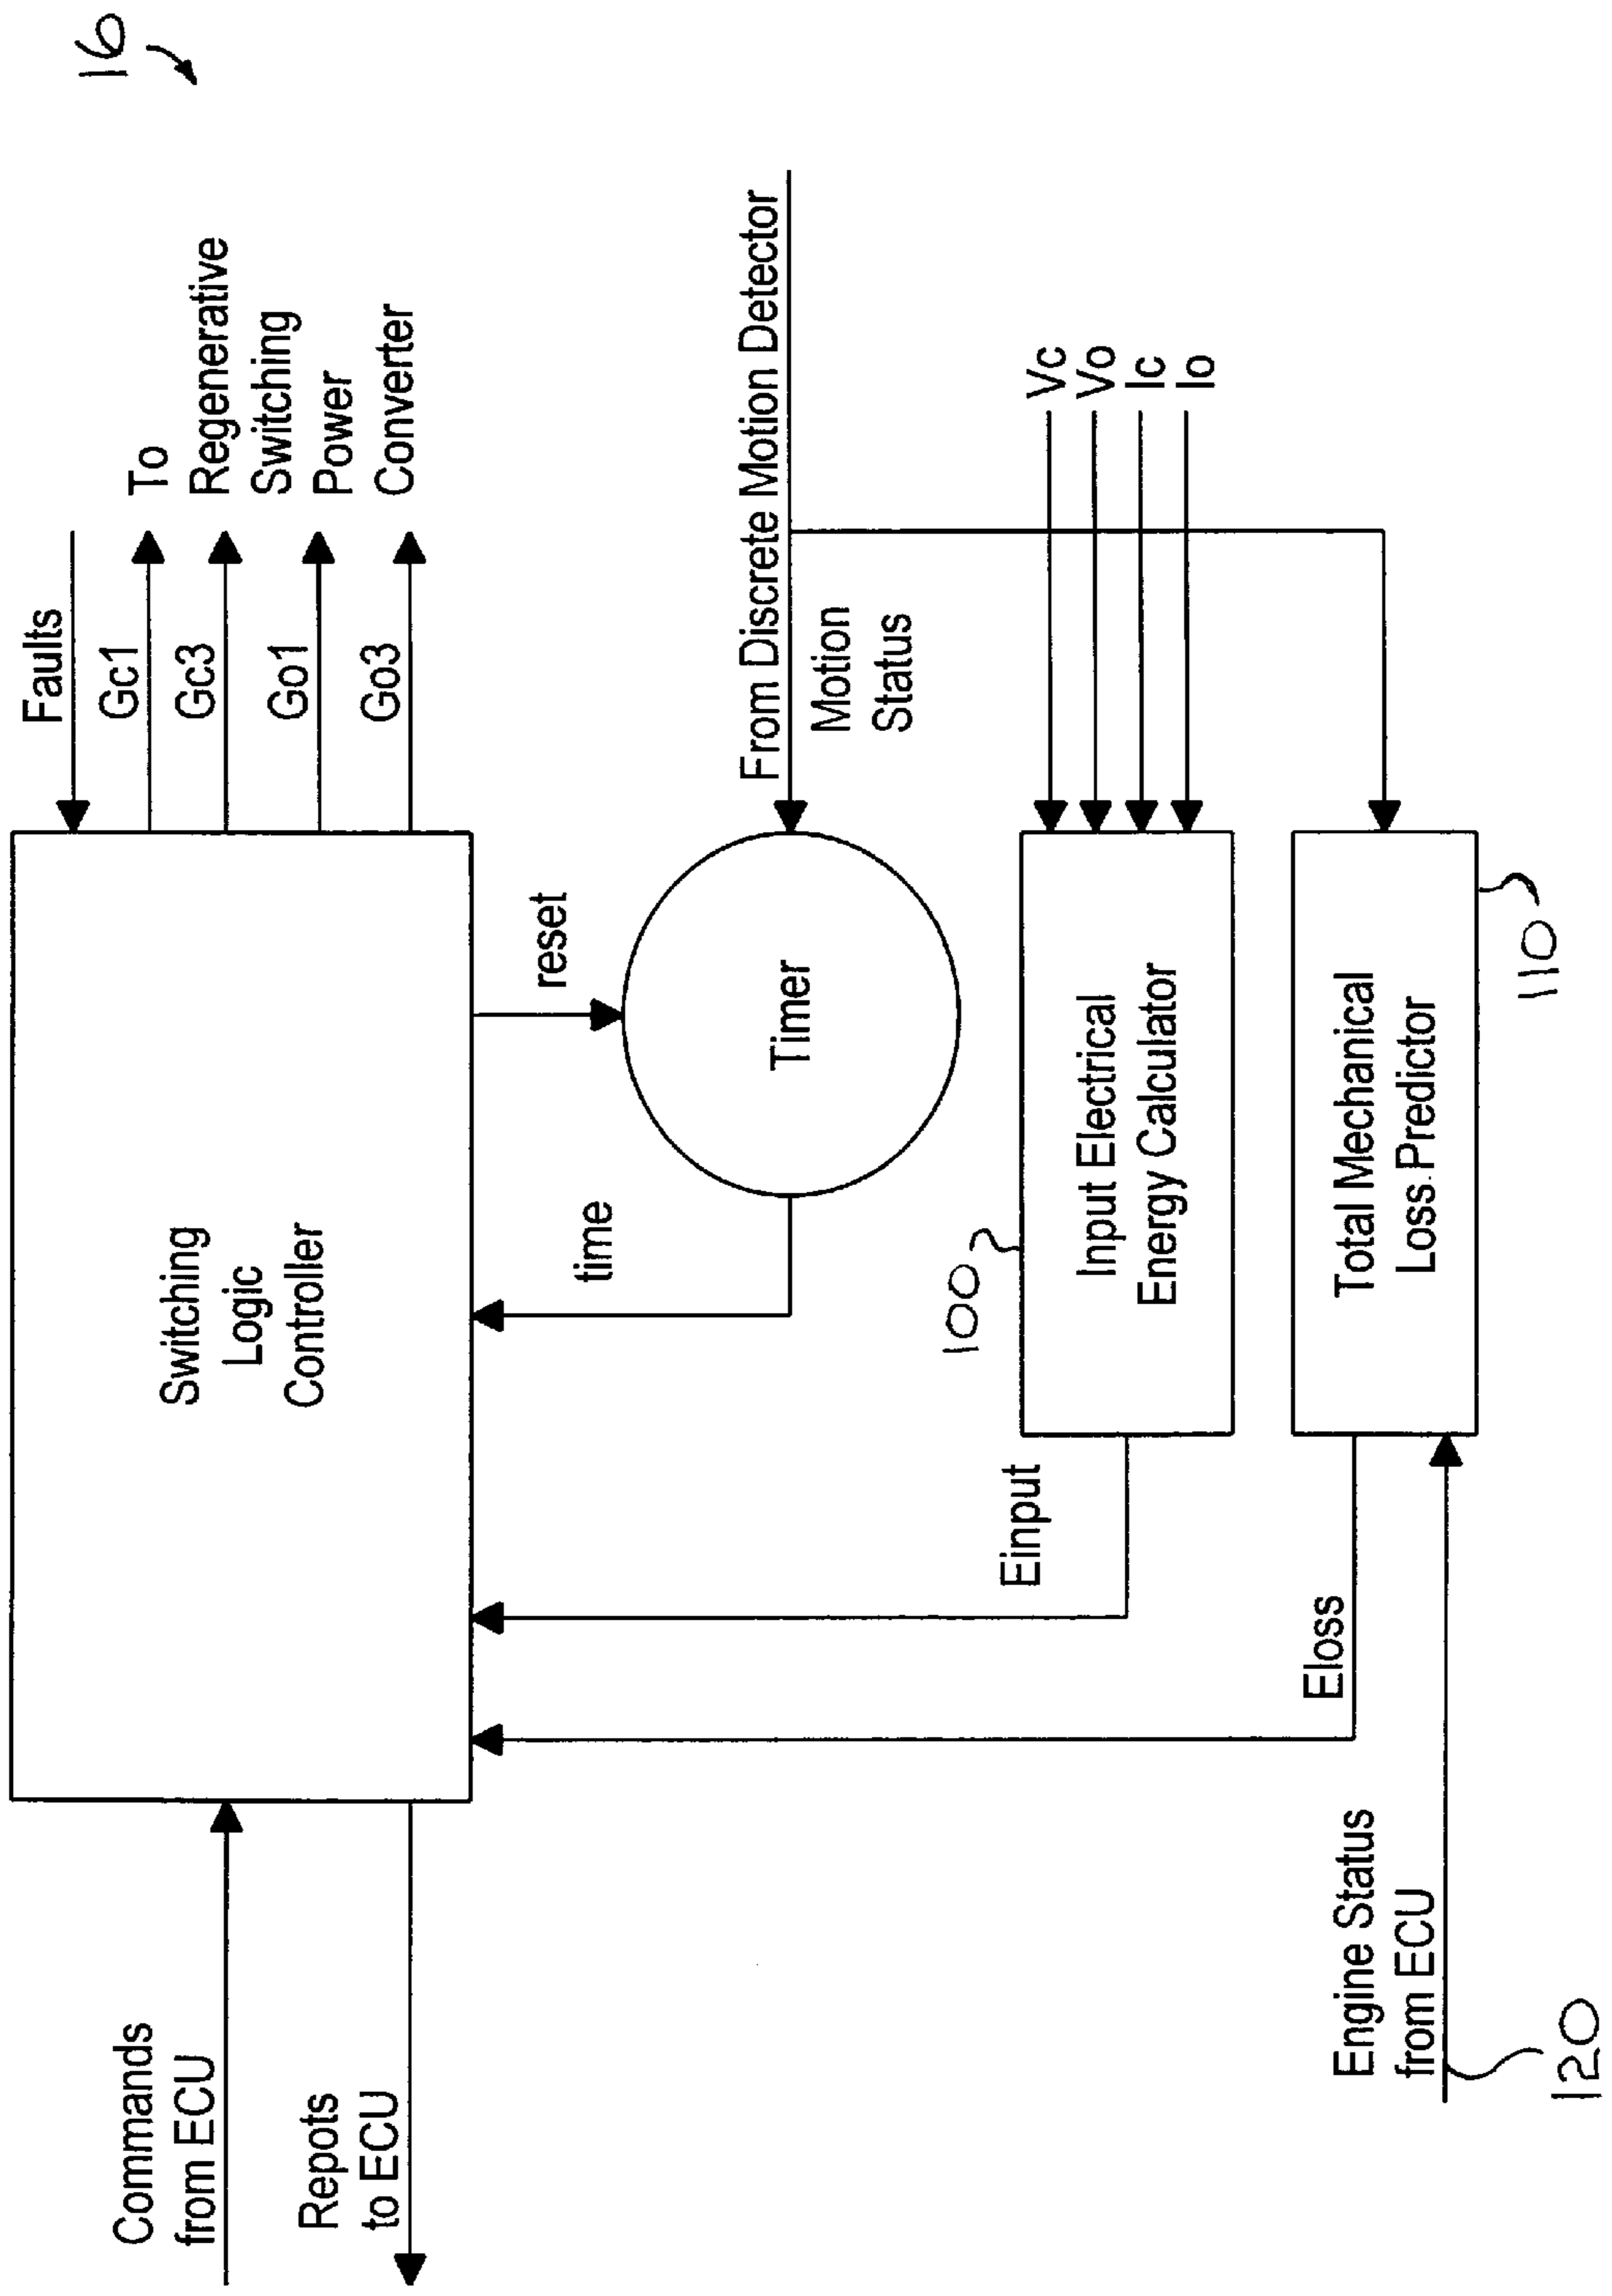 16
Commands
from ECU
Repots
to ECU
Switching
Logic
Controller
Faults
Gc1
Gc3
Go1
Go3
To
Regenerative
Switching
Power
Converter
reset
time
Timer
From Discrete Motion Detector
Motion
Status
Einput
100
Input Electrical
Energy Calculator
Vc
Vo
Ic
Io
Eloss
Total Mechanical
Loss Predictor
110
Engine Status
from ECU
120